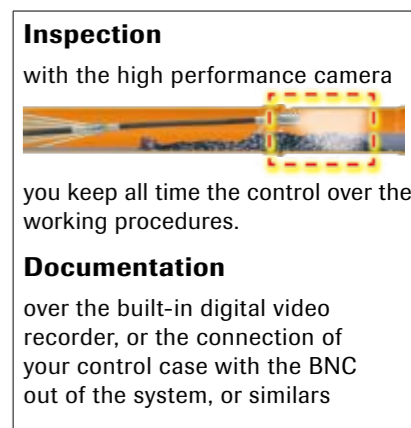 Inspection
with the high performance camera
you keep all time the control over the
working procedures.
Documentation
over the built-in digital video
recorder, or the connection of
your control case with the BNC
out of the system, or similars